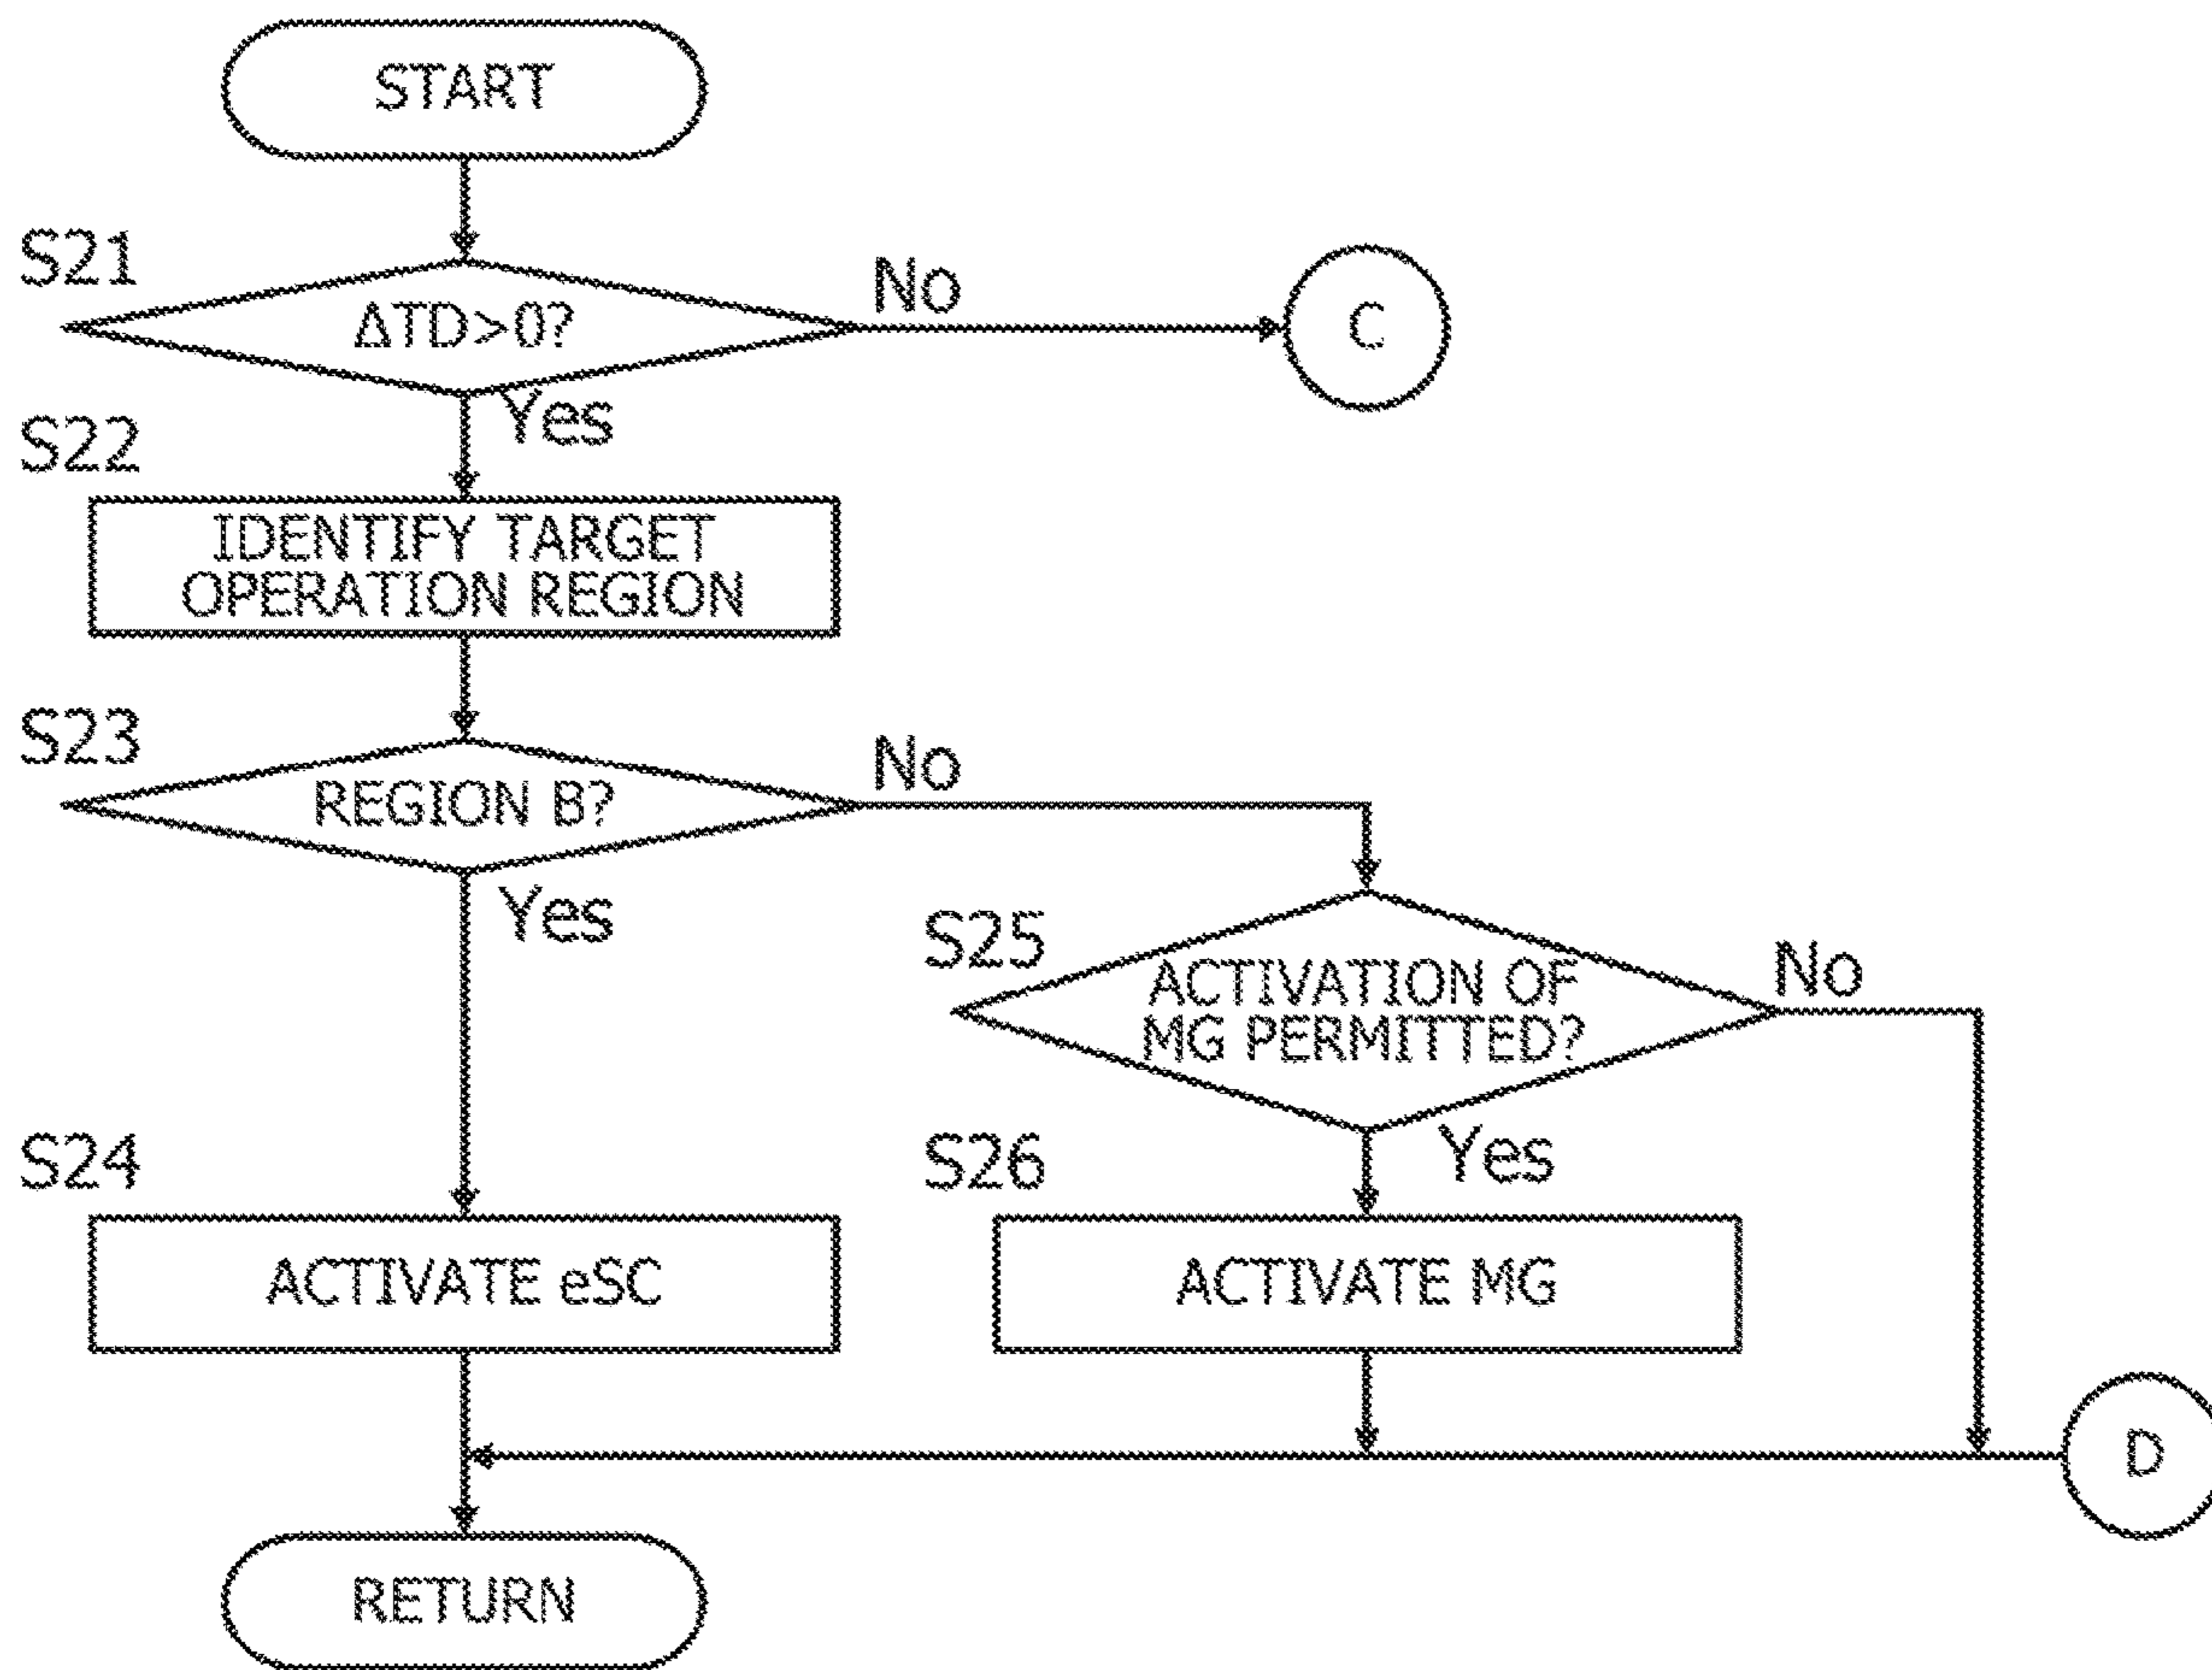 START
S21
ΔTD>0?
No
C
Yes
S22
IDENTIFY TARGET
OPERATION REGION
S23
REGION B?
No
Yes
S25
ACTIVATION OF
MG PERMITTED?
No
Yes
S24
ACTIVATE eSC
S26
ACTIVATE MG
D
RETURN